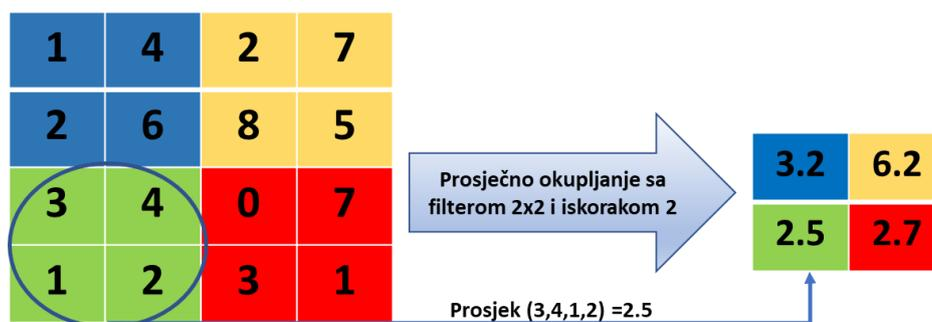 1 4 2 7
2 6 8 5
3 4 0 7
1 2 3 1
Prosječno okupljanje sa
filterom 2x2 i iskorakom 2
3.2 6.2
2.5 2.7
Prosjek (3,4,1,2) =2.5